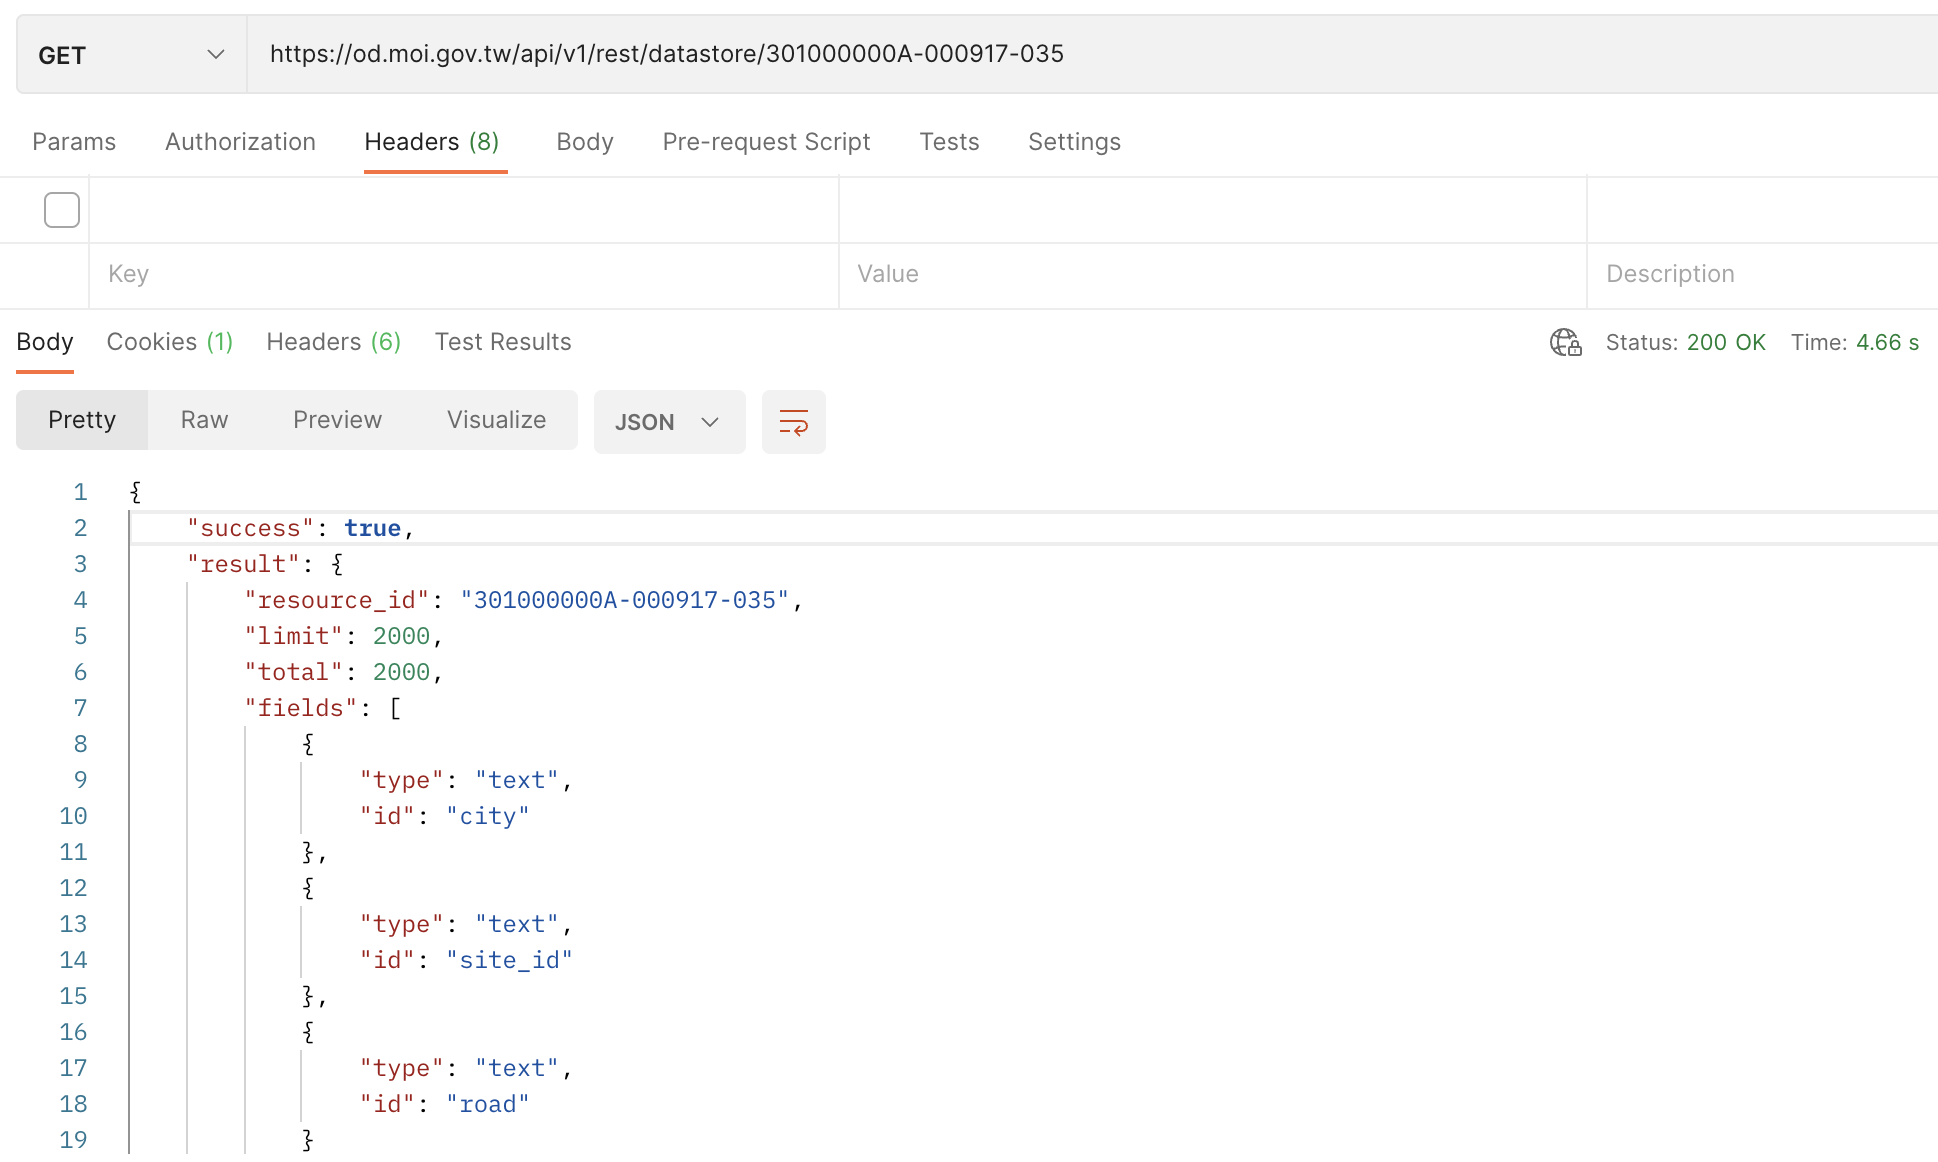 GET https://od.moi.gov.tw/api/v1/rest/datastore/301000000A-000917-035
Params Authorization Headers (8) Body Pre-request Script Tests Settings
Key Value Description
Body Cookies (1) Headers (6) Test Results Status: 200 OK Time: 4.66 s
Pretty Raw Preview Visualize JSON
1 {
2 "success": true,
3 "result": {
4 "resource_id": "301000000A-000917-035",
5 "limit": 2000,
6 "total": 2000,
7 "fields": [
8 {
9 "type": "text",
10 "id": "city"
11 },
12 {
13 "type": "text",
14 "id": "site_id"
15 },
16 {
17 "type": "text",
18 "id": "road"
19 }